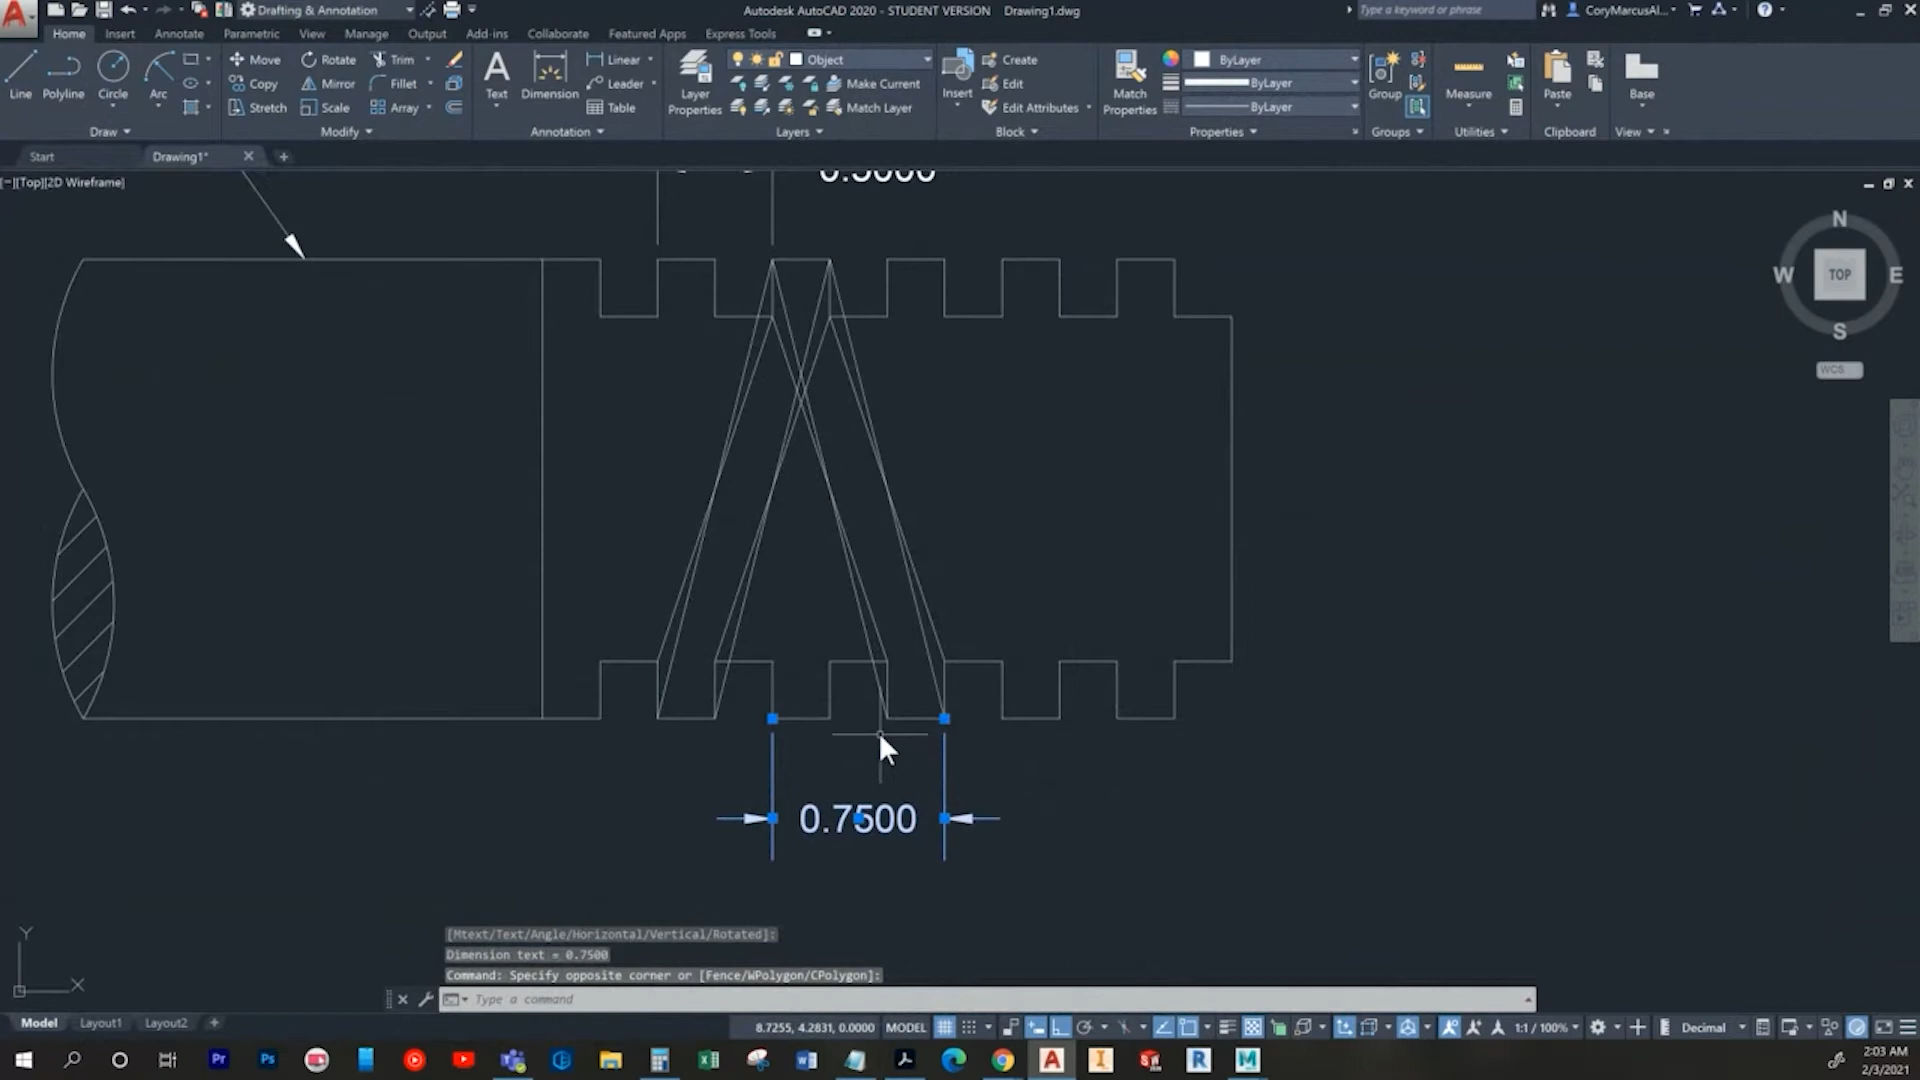 Drafting & Annotation
Autodesk AutoCAD 2020 - STUDENT VERSION Drawing1.dwg
Type a keyword or phrase
CoryMarcusAl...
Home Insert Annotate Parametric View Manage Output Add-ins Collaborate Featured Apps Express Tools
Line Polyline Circle Arc
Move Rotate Trim
Copy Mirror Fillet
Stretch Scale Array
Text Dimension
Linear
Leader
Table
Layer Properties
Object
Make Current
Match Layer
Insert
Create
Edit
Edit Attributes
Match Properties
ByLayer
ByLayer
ByLayer
Group
Measure
Paste
Base
Draw Modify Annotation Layers Block Properties Groups Utilities Clipboard View
Start Drawing1*
[−][Top][2D Wireframe]
0.5000
N
W TOP E
S
WCS
0.7500
Y
X
[Mtext/Text/Angle/Horizontal/Vertical/Rotated]:
Dimension text = 0.7500
Command: Specify opposite corner or [Fence/WPolygon/CPolygon]:
Type a command
Model Layout1 Layout2
8.7255, 4.2831, 0.0000 MODEL
1:1 / 100%
Decimal
2:03 AM
2/3/2021